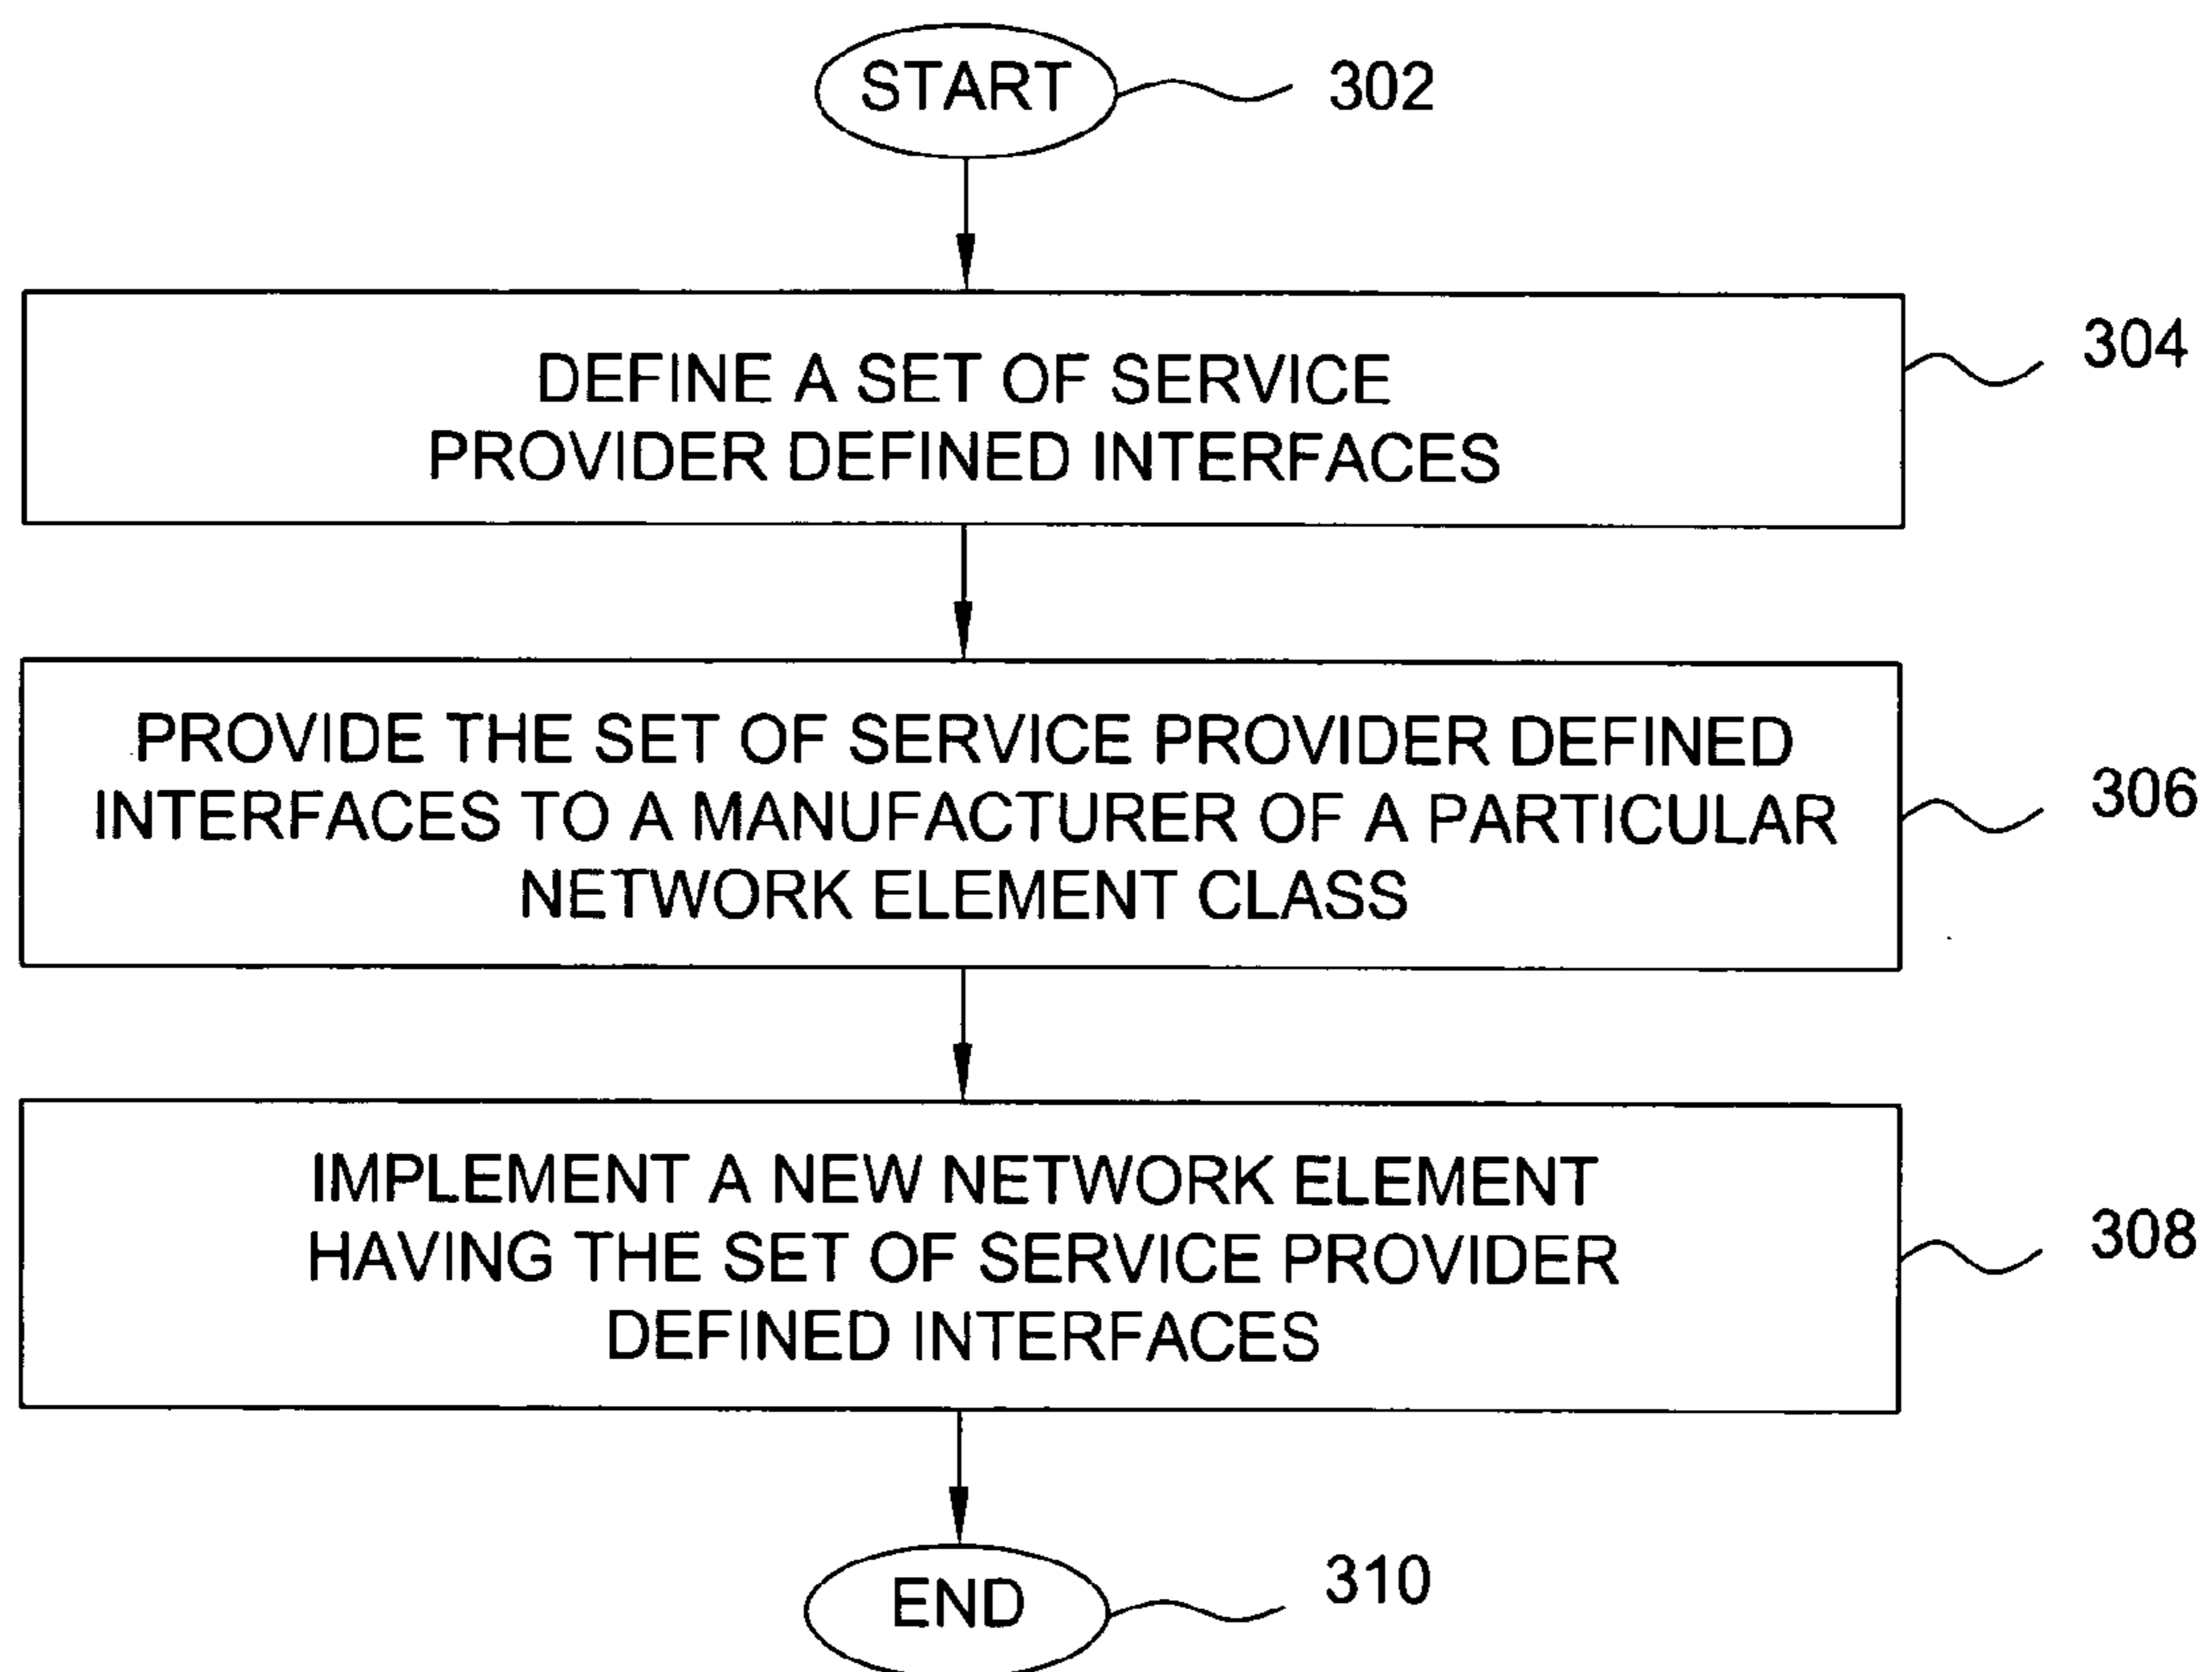 START
302
DEFINE A SET OF SERVICE
PROVIDER DEFINED INTERFACES
304
PROVIDE THE SET OF SERVICE PROVIDER DEFINED
INTERFACES TO A MANUFACTURER OF A PARTICULAR
NETWORK ELEMENT CLASS
306
IMPLEMENT A NEW NETWORK ELEMENT
HAVING THE SET OF SERVICE PROVIDER
DEFINED INTERFACES
308
END
310